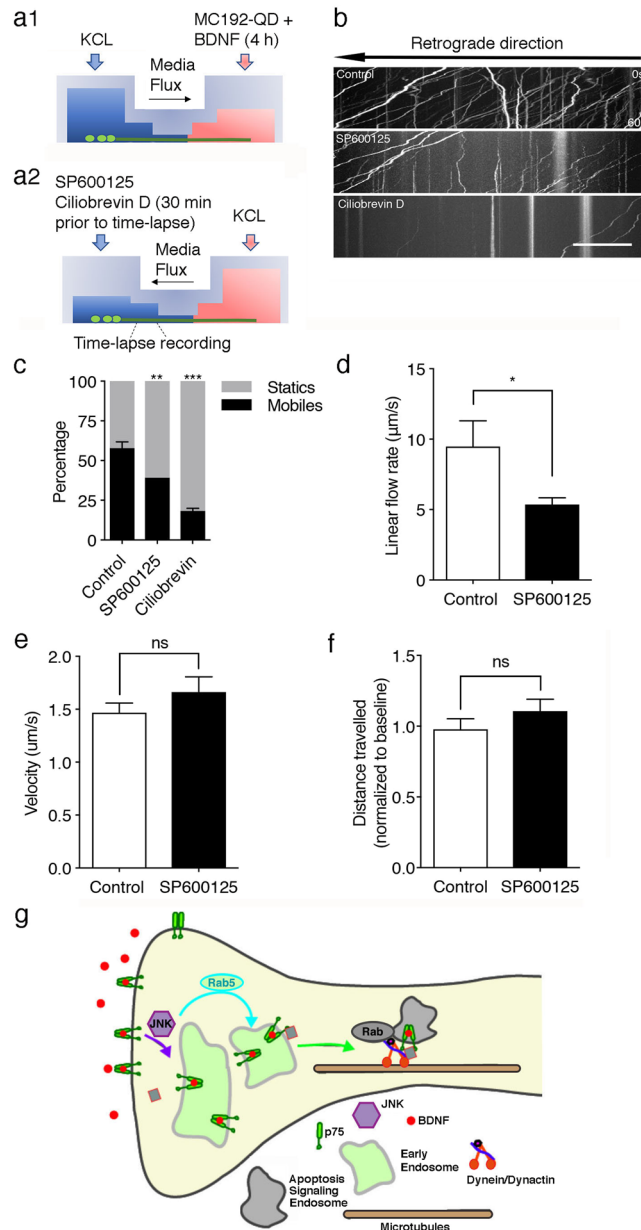 a1
MC192-QD +
BDNF (4 h)
KCL
Media
Flux
a2
SP600125
Ciliobrevin D (30 min
prior to time-lapse)
KCL
Media
Flux
Time-lapse recording
b
Retrograde direction
Control
0s
60
SP600125
Ciliobrevin D
c
Percentage
100
75
50
25
0
**
***
Statics
Mobiles
Control
SP600125
Ciliobrevin
d
Linear flow rate (µm/s)
15
10
5
0
*
Control
SP600125
e
Velocity (um/s)
2.0
1.5
1.0
0.5
0.0
ns
Control
SP600125
f
Distance travelled
(normalized to baseline)
1.5
1.0
0.5
0.0
ns
Control
SP600125
g
Rab5
JNK
Rab
JNK
p75
BDNF
Early
Endosome
Dynein/Dynactin
Apoptosis
Signaling
Endosome
Microtubules